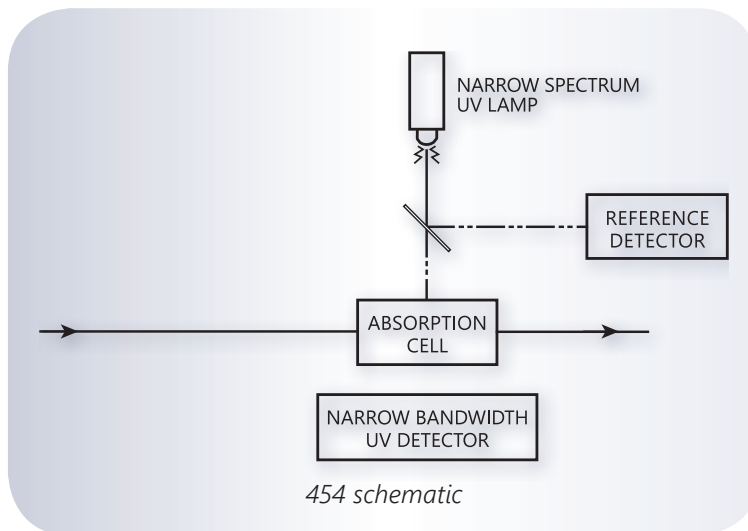 NARROW SPECTRUM
UV LAMP
REFERENCE
DETECTOR
ABSORPTION
CELL
NARROW BANDWIDTH
UV DETECTOR
454 schematic